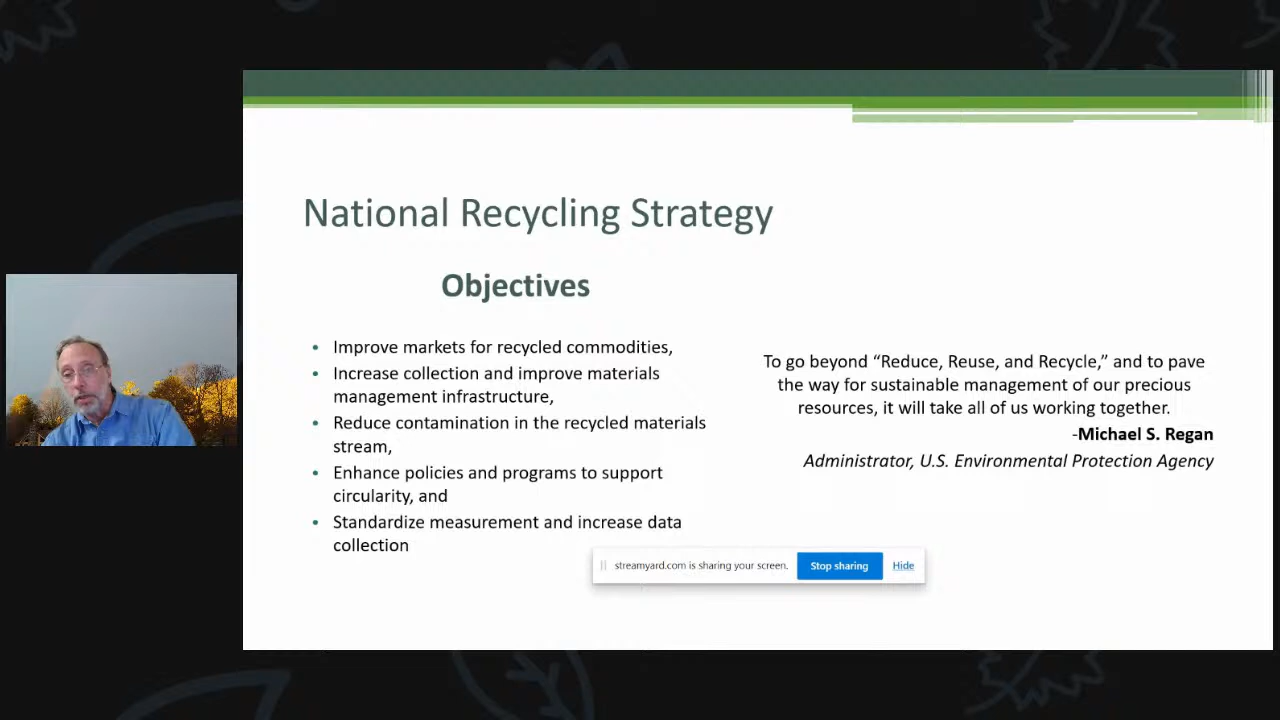 National Recycling Strategy
Objectives
• Improve markets for recycled commodities,
• Increase collection and improve materials
management infrastructure,
• Reduce contamination in the recycled materials
stream,
• Enhance policies and programs to support
circularity, and
• Standardize measurement and increase data
collection
To go beyond “Reduce, Reuse, and Recycle,” and to pave
the way for sustainable management of our precious
resources, it will take all of us working together.
-Michael S. Regan
Administrator, U.S. Environmental Protection Agency
streamyard.com is sharing your screen. Stop sharing Hide